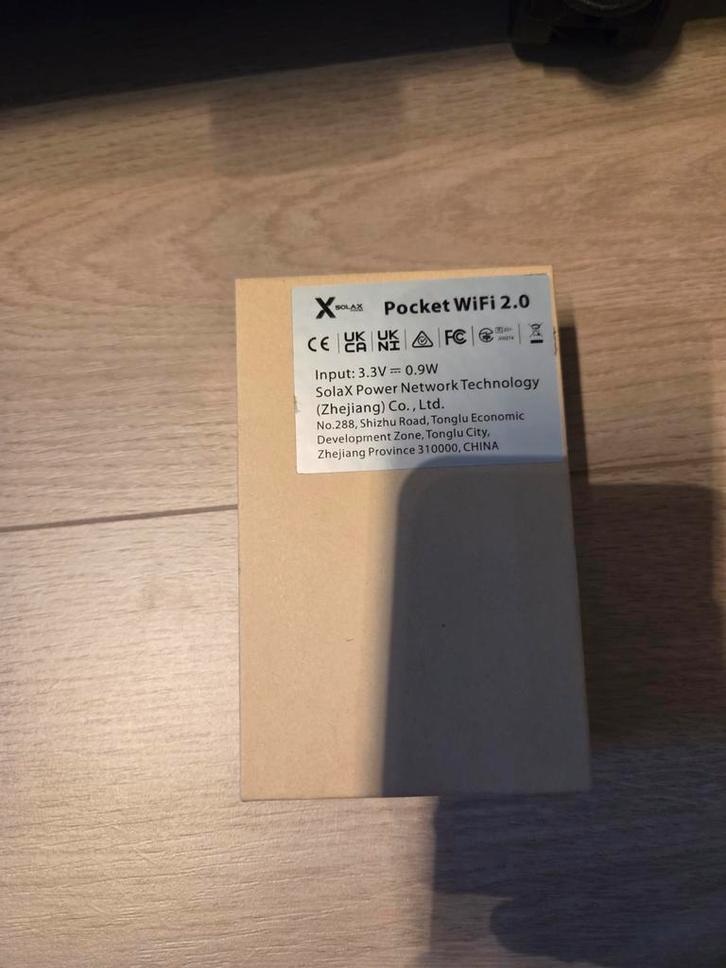 X SOLAX POWER Pocket WiFi 2.0
CE UK CA UK NI FC
Input: 3.3V⎓0.9W
SolaX Power Network Technology
(Zhejiang) Co., Ltd.
No.288, Shizhu Road, Tonglu Economic
Development Zone, Tonglu City,
Zhejiang Province 310000, CHINA